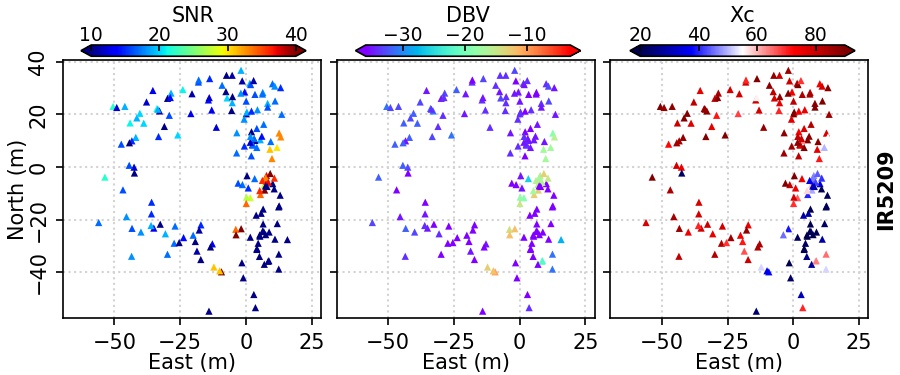 SNR
DBV
Xc
10 20 30 40
−30 −20 −10
20 40 60 80
40
20
0
−20
−40
North (m)
−50 −25 0 25
−50 −25 0 25
−50 −25 0 25
East (m)
East (m)
East (m)
IR5209